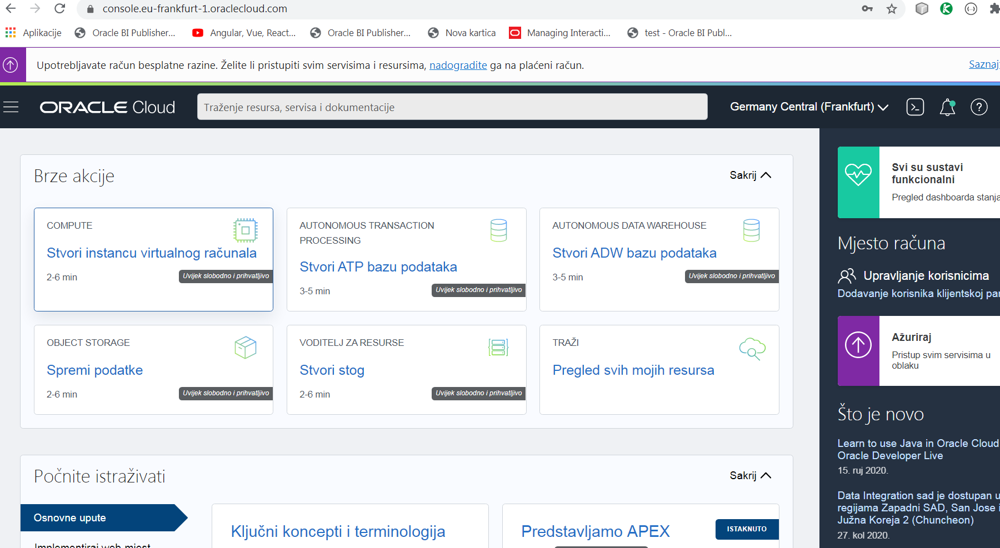 console.eu-frankfurt-1.oraclecloud.com
Aplikacije
Oracle BI Publisher...
Angular, Vue, React...
Oracle BI Publisher...
Nova kartica
Managing Interacti...
test - Oracle BI Publ...
Upotrebljavate račun besplatne razine. Želite li pristupiti svim servisima i resursima, nadogradite ga na plaćeni račun.
Saznaj
ORACLE Cloud
Traženje resursa, servisa i dokumentacije
Germany Central (Frankfurt)
Brze akcije
Sakrij
COMPUTE
Stvori instancu virtualnog računala
2-6 min
Uvijek slobodno i prihvatljivo
AUTONOMOUS TRANSACTION
PROCESSING
Stvori ATP bazu podataka
3-5 min
Uvijek slobodno i prihvatljivo
AUTONOMOUS DATA WAREHOUSE
Stvori ADW bazu podataka
3-5 min
Uvijek slobodno i prihvatljivo
OBJECT STORAGE
Spremi podatke
2-6 min
Uvijek slobodno i prihvatljivo
VODITELJ ZA RESURSE
Stvori stog
2-6 min
Uvijek slobodno i prihvatljivo
TRAŽI
Pregled svih mojih resursa
Počnite istraživati
Sakrij
Osnovne upute
Implementiraj web-mjest
Ključni koncepti i terminologija
Predstavljamo APEX
ISTAKNUTO
Svi su sustavi
funkcionalni
Pregled dashboarda stanja
Mjesto računa
Upravljanje korisnicima
Dodavanje korisnika klijentskoj par
Ažuriraj
Pristup svim servisima u
oblaku
Što je novo
Learn to use Java in Oracle Cloud
Oracle Developer Live
15. ruj 2020.
Data Integration sad je dostupan u
regijama Zapadni SAD, San Jose i
Južna Koreja 2 (Chuncheon)
27. kol 2020.